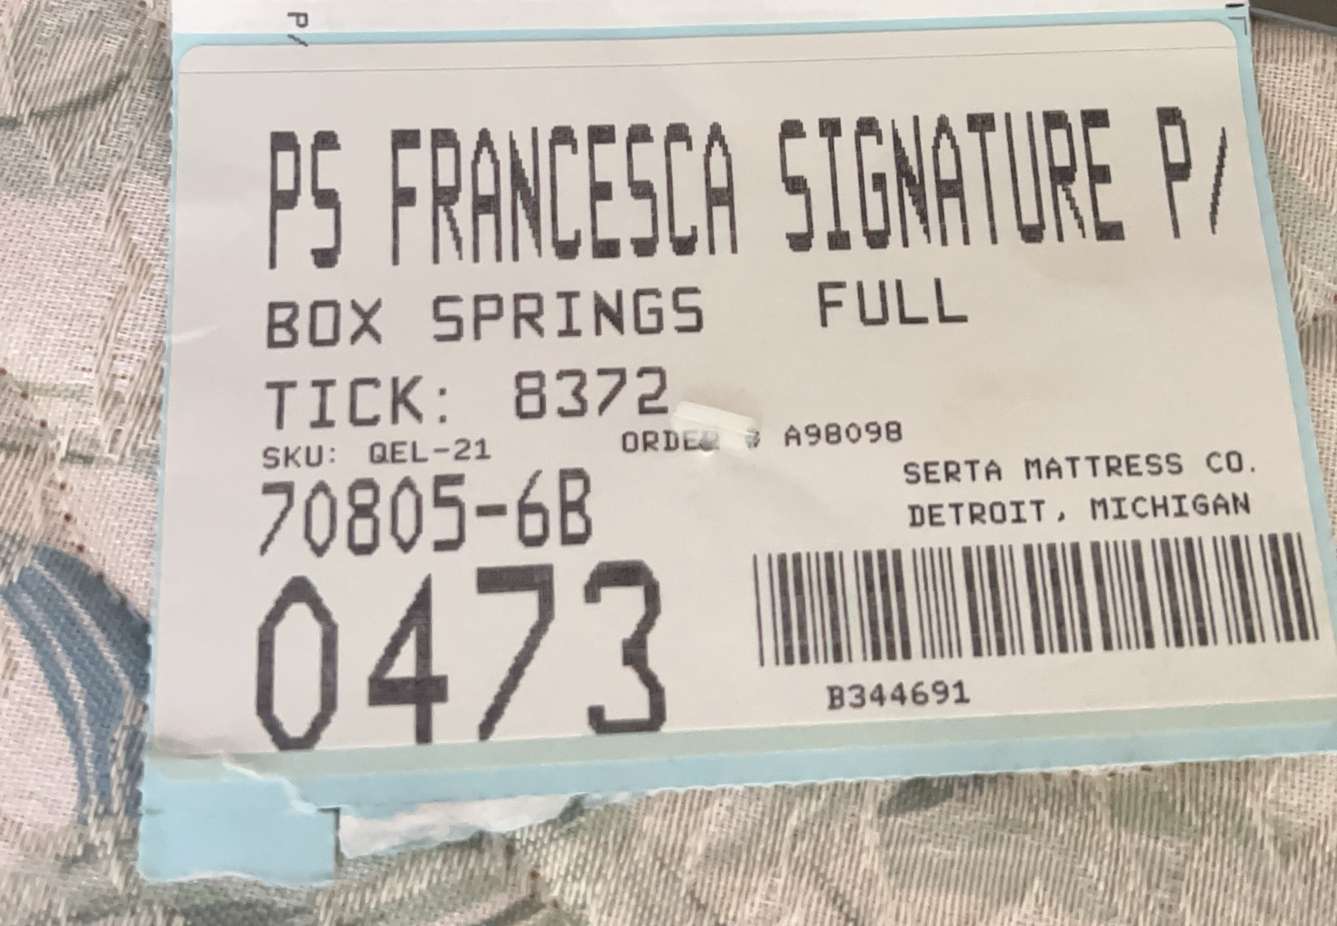 P/
PS FRANCESCA SIGNATURE P/
BOX SPRINGS FULL
TICK: 8372
SKU: QEL-21 ORDER # A98098
70805-6B
SERTA MATTRESS CO.
DETROIT, MICHIGAN
0473
B344691